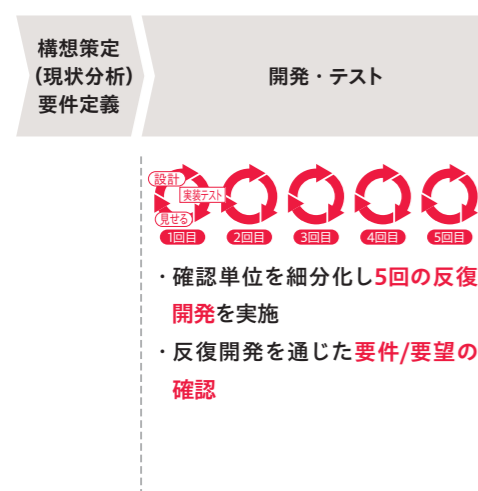 構想策定
(現状分析)
要件定義
開発・テスト
設計
実装テスト
見せる
1回目
2回目
3回目
4回目
5回目
・確認単位を細分化し5回の反復
開発を実施
・反復開発を通じた要件/要望の
確認